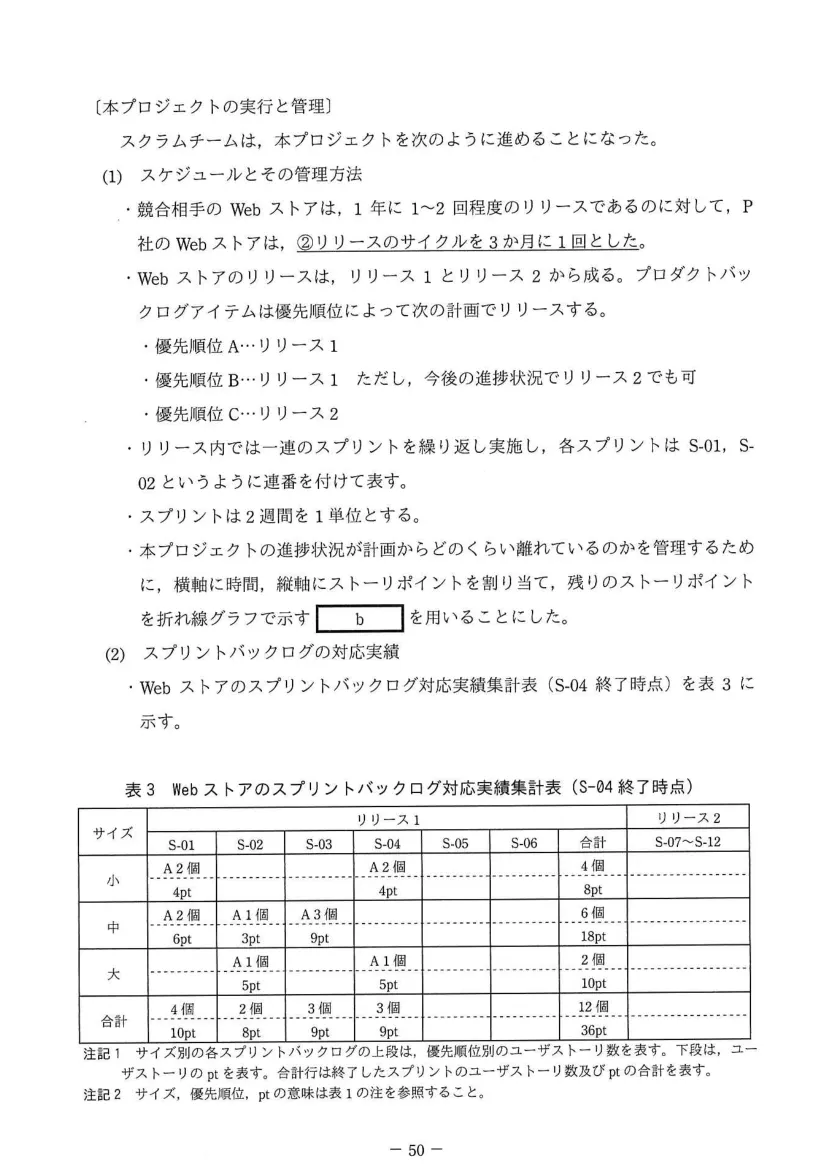 〔本プロジェクトの実行と管理〕
スクラムチームは，本プロジェクトを次のように進めることになった。
(1) スケジュールとその管理方法
・競合相手の Web ストアは，1 年に 1～2 回程度のリリースであるのに対して，P
社の Web ストアは，②リリースのサイクルを 3 か月に 1 回とした。
・Web ストアのリリースは，リリース 1 とリリース 2 から成る。プロダクトバッ
クログアイテムは優先順位によって次の計画でリリースする。
・優先順位 A…リリース 1
・優先順位 B…リリース 1　ただし，今後の進捗状況でリリース 2 でも可
・優先順位 C…リリース 2
・リリース内では一連のスプリントを繰り返し実施し，各スプリントは S-01，S-
02 というように連番を付けて表す。
・スプリントは 2 週間を 1 単位とする。
・本プロジェクトの進捗状況が計画からどのくらい離れているのかを管理するため
に，横軸に時間，縦軸にストーリポイントを割り当て，残りのストーリポイント
を折れ線グラフで示す b を用いることにした。
(2) スプリントバックログの対応実績
・Web ストアのスプリントバックログ対応実績集計表（S-04 終了時点）を表 3 に
示す。
表 3　Web ストアのスプリントバックログ対応実績集計表（S-04 終了時点）
サイズ リリース 1 リリース 2
S-01 S-02 S-03 S-04 S-05 S-06 合計 S-07～S-12
小 A 2 個 A 2 個 4 個
4pt 4pt 8pt
中 A 2 個 A 1 個 A 3 個 6 個
6pt 3pt 9pt 18pt
大 A 1 個 A 1 個 2 個
5pt 5pt 10pt
合計 4 個 2 個 3 個 3 個 12 個
10pt 8pt 9pt 9pt 36pt
注記 1　サイズ別の各スプリントバックログの上段は，優先順位別のユーザストーリ数を表す。下段は，ユー
ザストーリの pt を表す。合計行は終了したスプリントのユーザストーリ数及び pt の合計を表す。
注記 2　サイズ，優先順位，pt の意味は表 1 の注を参照すること。
－ 50 －